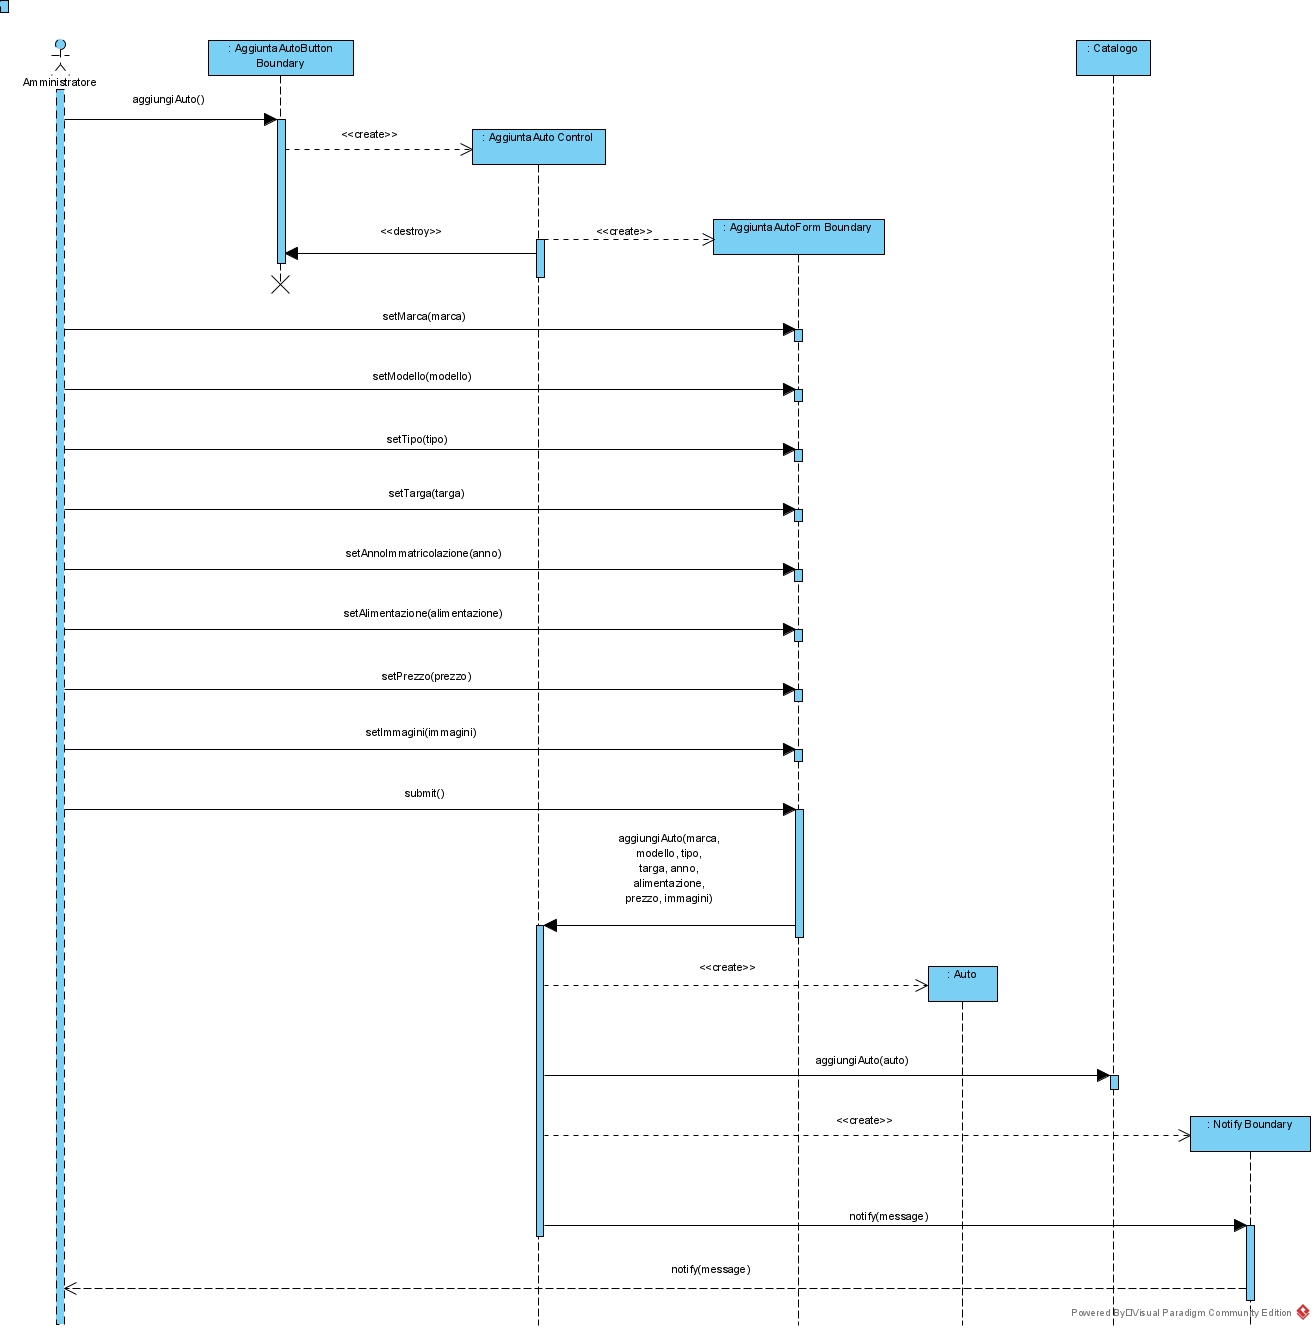 : AggiuntaAutoButton
Boundary
: Catalogo
Amministratore
aggiungiAuto()
<<create>>
: AggiuntaAuto Control
<<destroy>>
<<create>>
: AggiuntaAutoForm Boundary
setMarca(marca)
setModello(modello)
setTipo(tipo)
setTarga(targa)
setAnnoImmatricolazione(anno)
setAlimentazione(alimentazione)
setPrezzo(prezzo)
setImmagini(immagini)
submit()
aggiungiAuto(marca,
modello, tipo,
targa, anno,
alimentazione,
prezzo, immagini)
<<create>>
: Auto
aggiungiAuto(auto)
<<create>>
: Notify Boundary
notify(message)
notify(message)
Powered By Visual Paradigm Community Edition